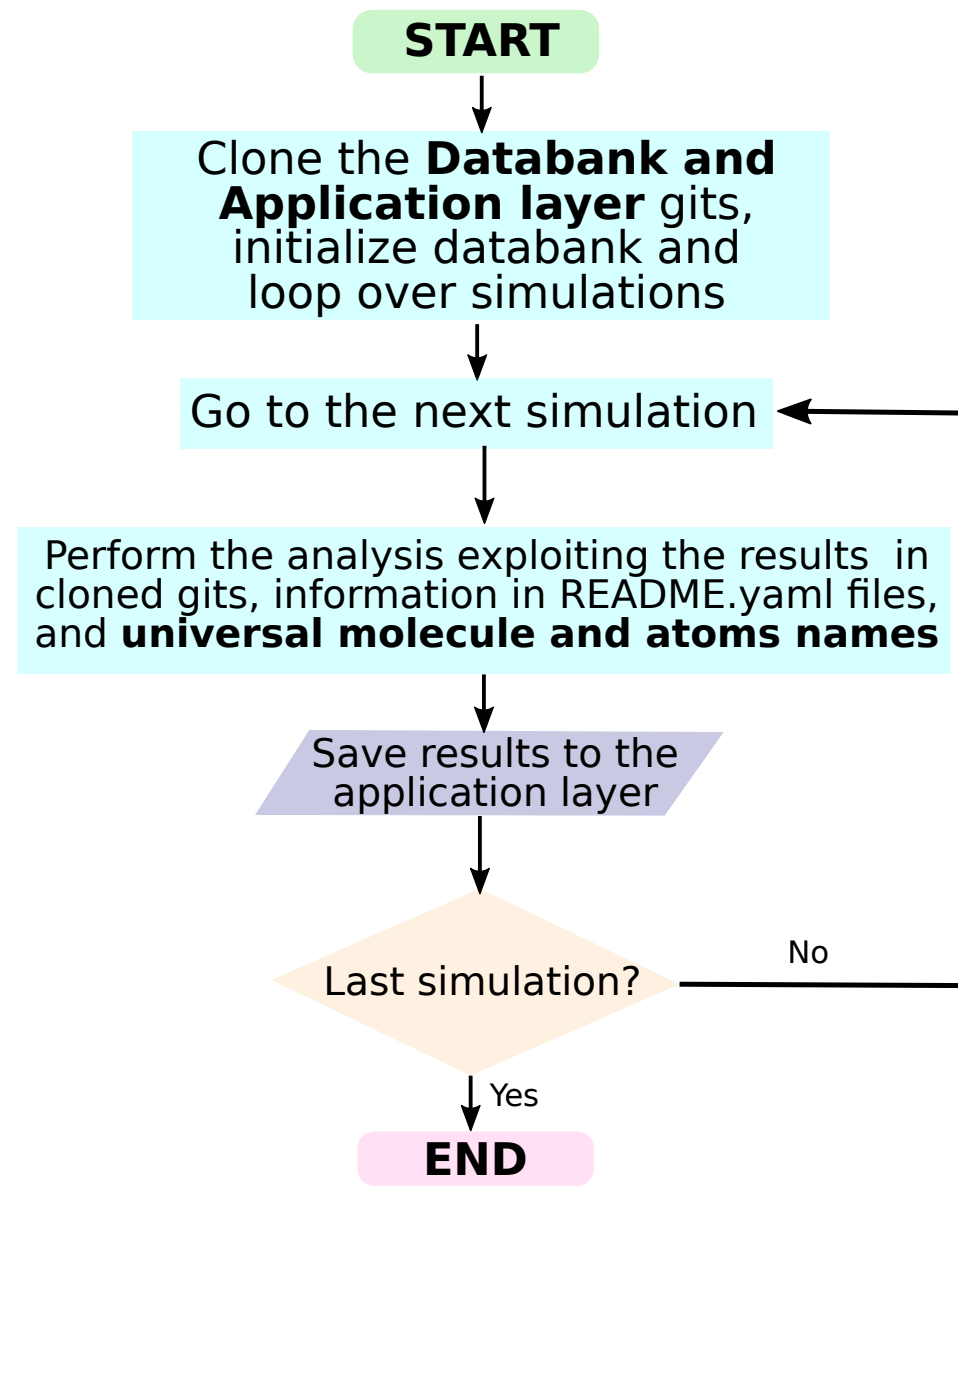 START
Clone the Databank and
Application layer gits,
initialize databank and
loop over simulations
Go to the next simulation
Perform the analysis exploiting the results  in
cloned gits, information in README.yaml files,
and universal molecule and atoms names
Save results to the
application layer
Last simulation?
No
Yes
END